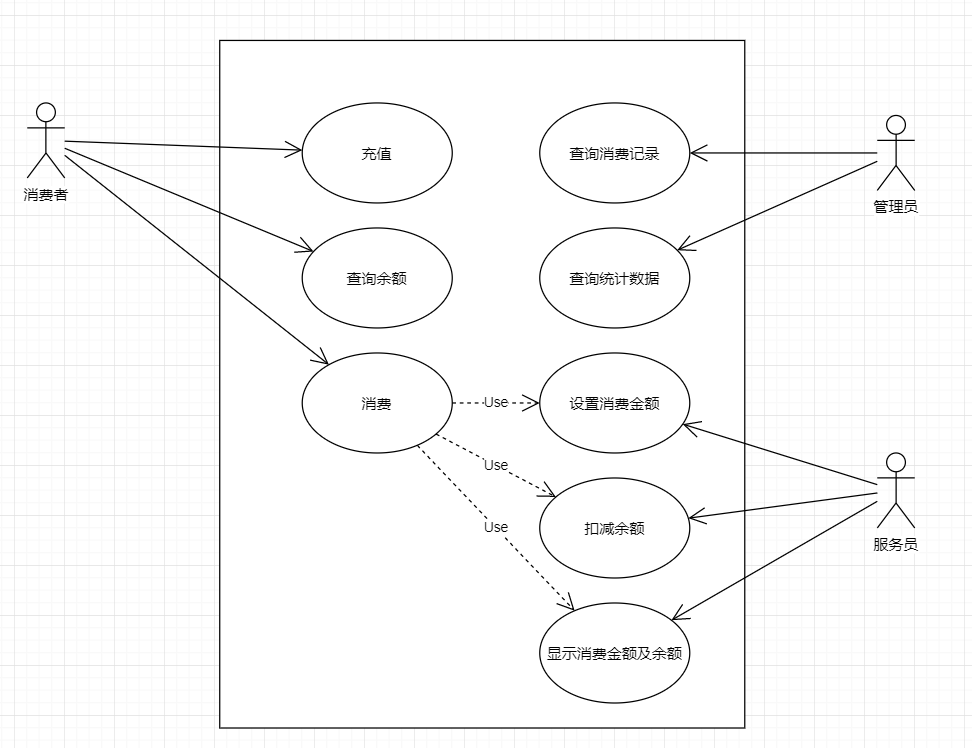 消费者
充值
查询消费记录
管理员
查询余额
查询统计数据
消费
Use
设置消费金额
Use
Use
扣减余额
服务员
显示消费金额及余额